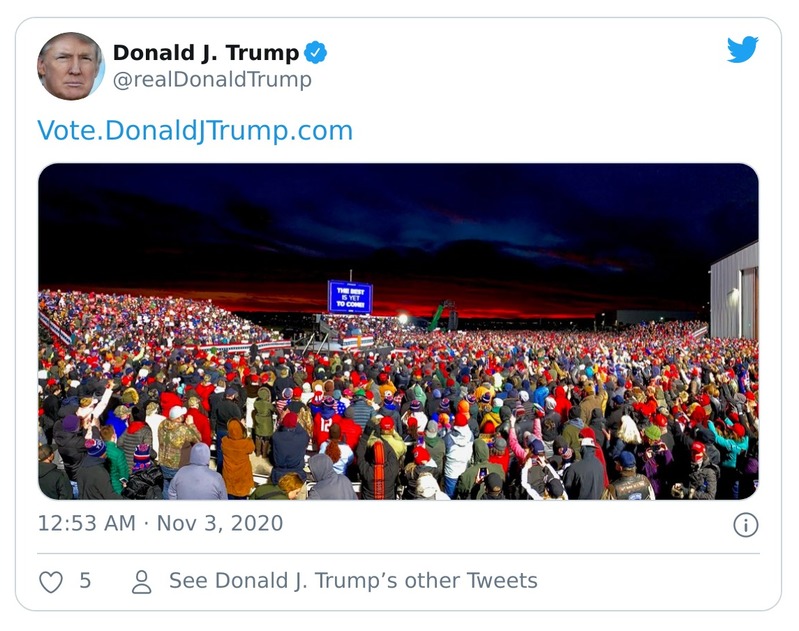 Donald J. Trump
@realDonaldTrump
Vote.DonaldJTrump.com
THE BEST
IS YET
TO COME!
12
12:53 AM · Nov 3, 2020
5
See Donald J. Trump’s other Tweets